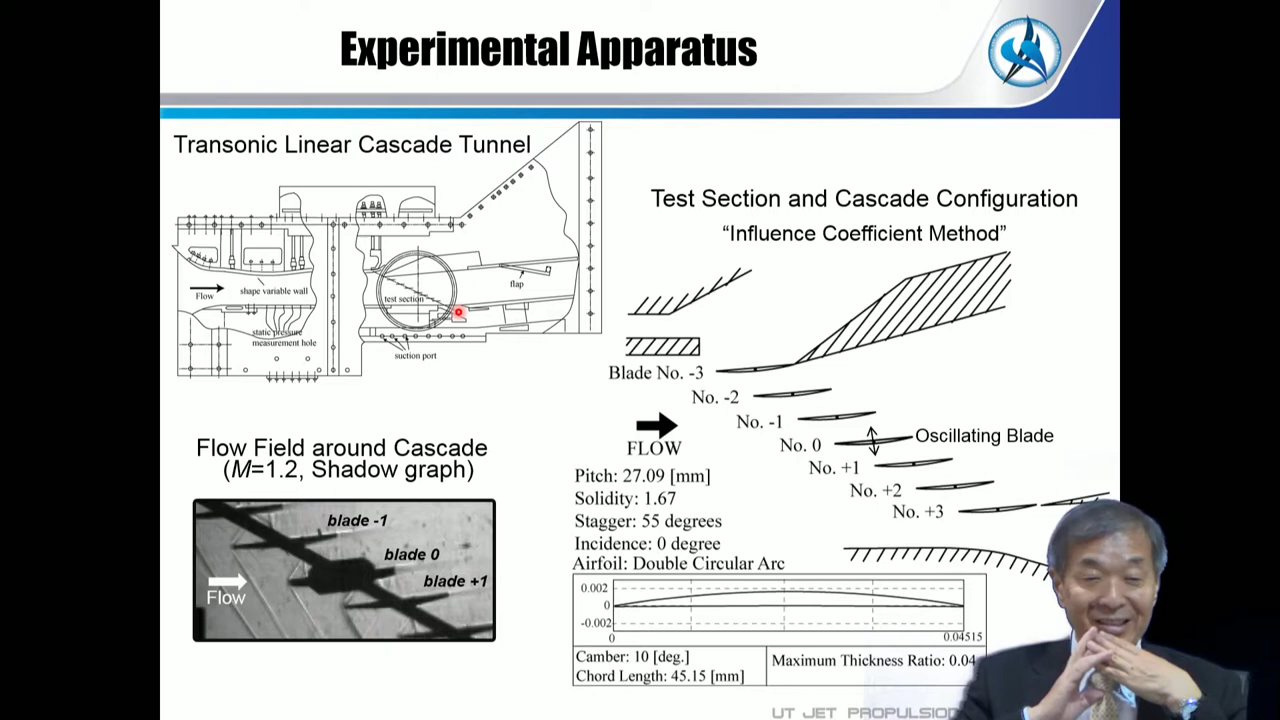 Experimental Apparatus
Transonic Linear Cascade Tunnel
Flow
shape variable wall
test section
flap
static pressure
measurement hole
suction port
Test Section and Cascade Configuration
“Influence Coefficient Method”
Blade No. -3
No. -2
No. -1
No. 0
Oscillating Blade
No. +1
No. +2
No. +3
FLOW
Pitch: 27.09 [mm]
Solidity: 1.67
Stagger: 55 degrees
Incidence: 0 degree
Airfoil: Double Circular Arc
0.002
0
-0.002
0
0.04515
Camber: 10 [deg.]
Chord Length: 45.15 [mm]
Maximum Thickness Ratio: 0.04
Flow Field around Cascade
(M=1.2, Shadow graph)
blade -1
blade 0
blade +1
Flow
UT JET PROPULSION